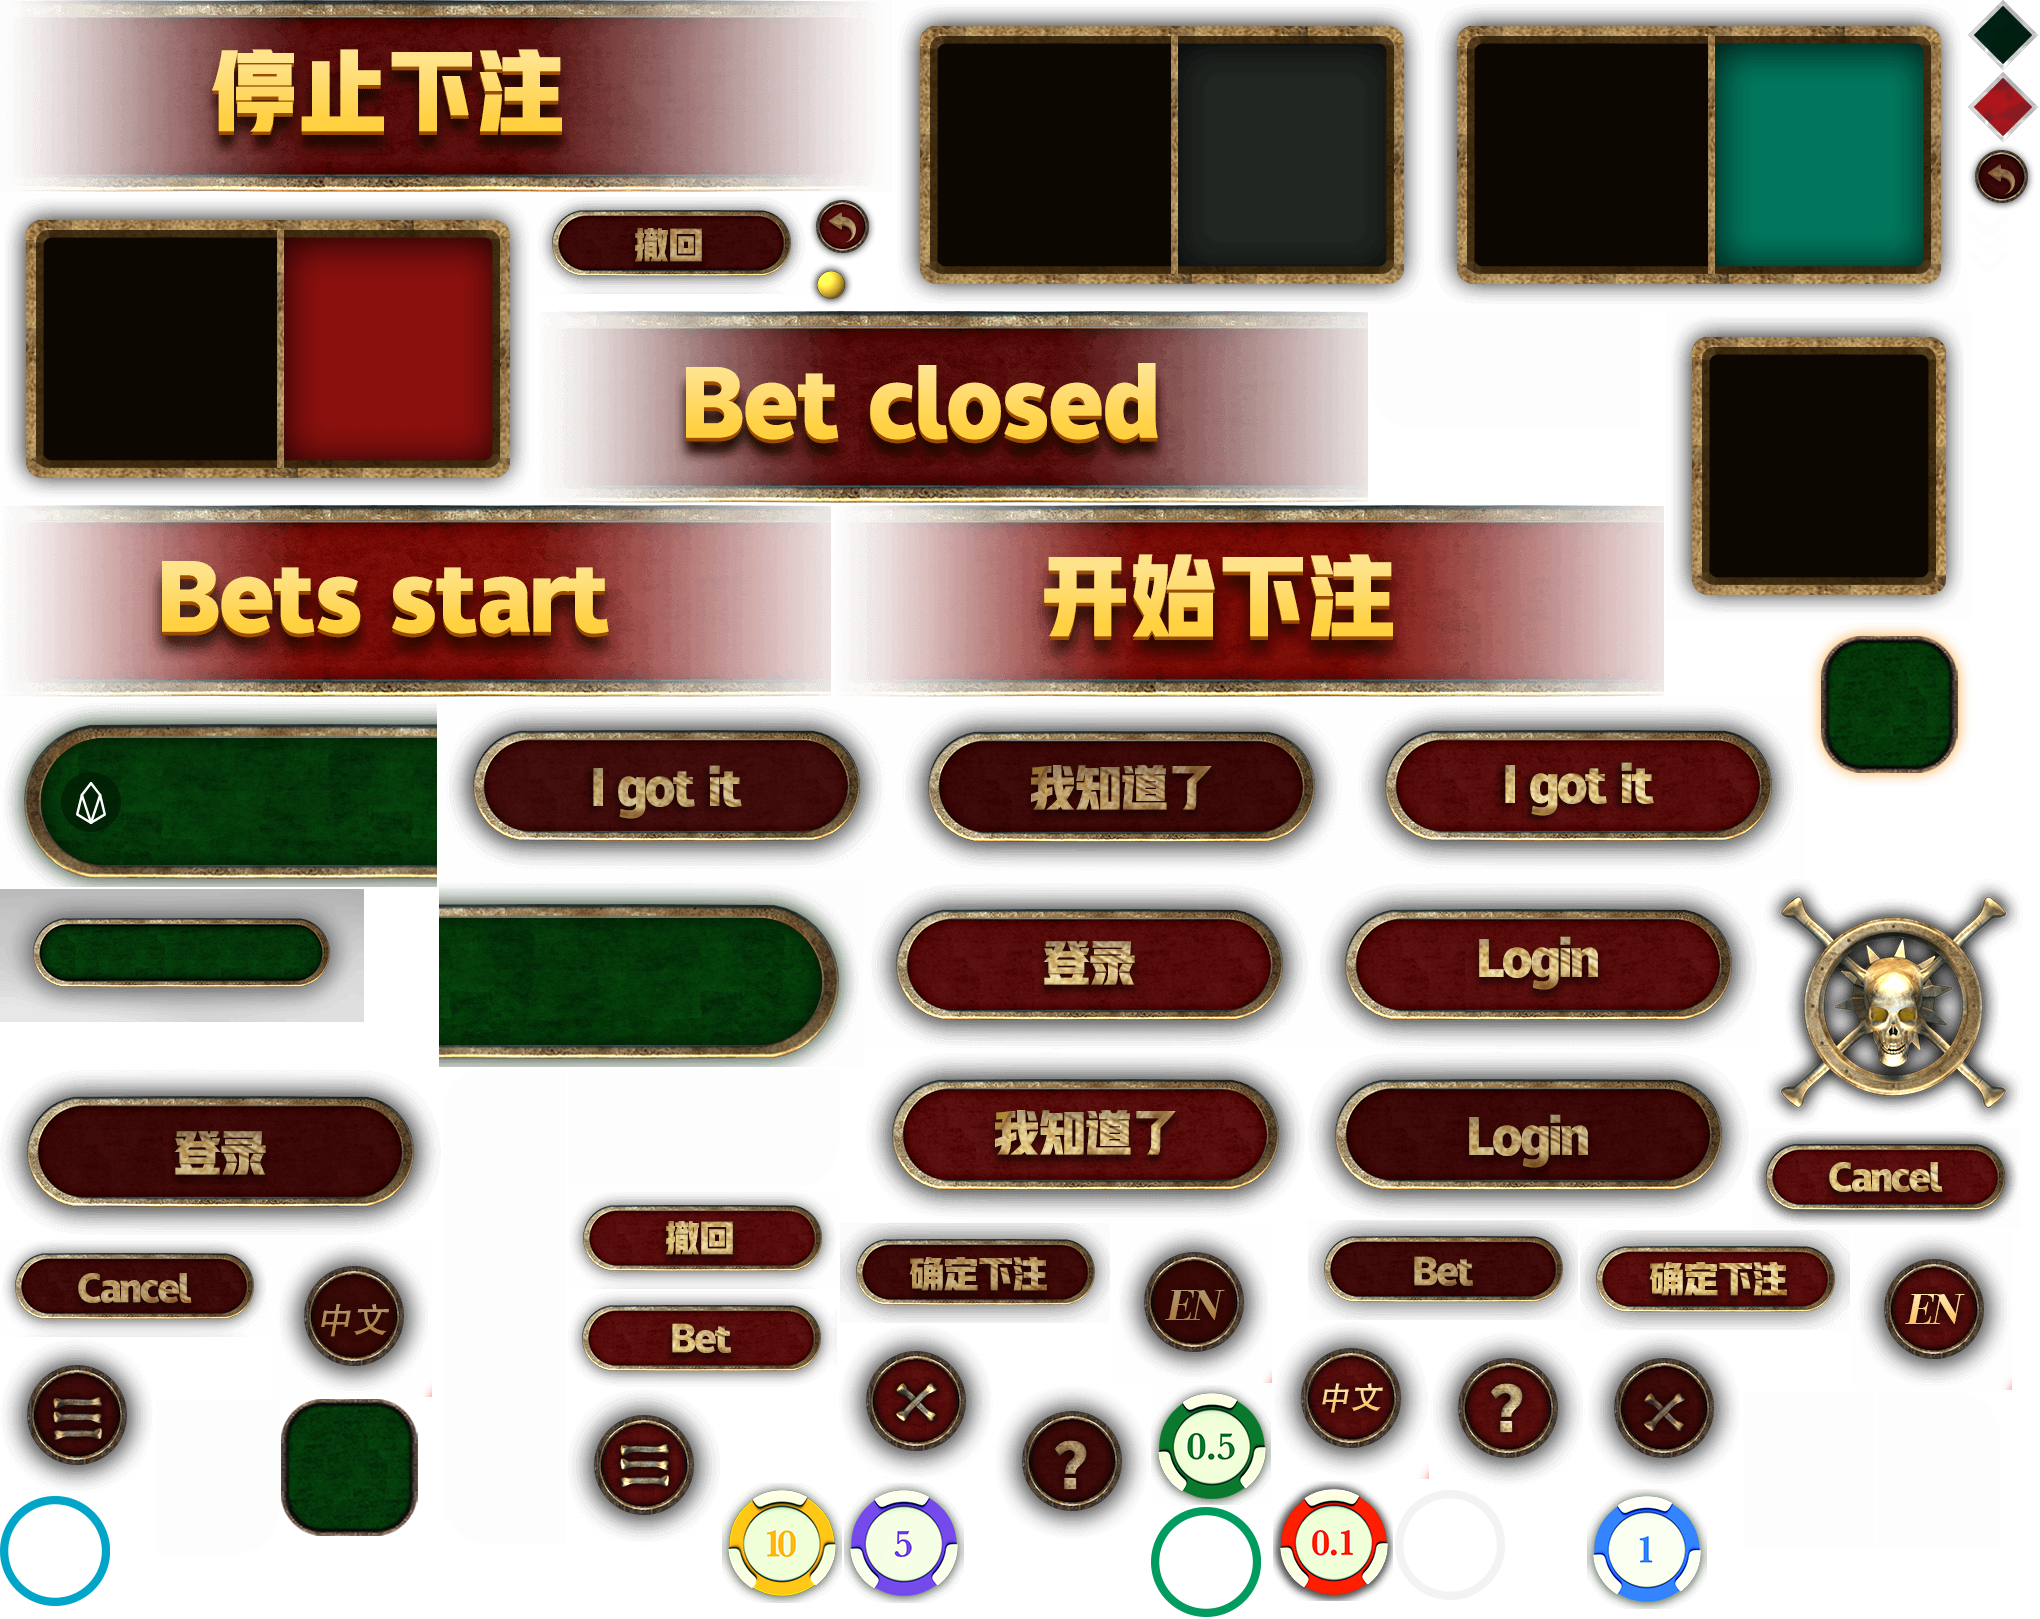 停止下注
撤回
Bet closed
Bets start
开始下注
I got it
我知道了
I got it
登录
Login
登录
我知道了
Login
Cancel
撤回
确定下注
Bet
确定下注
Cancel
中文
EN
EN
Bet
中文
?
?
0.5
10
5
0.1
1